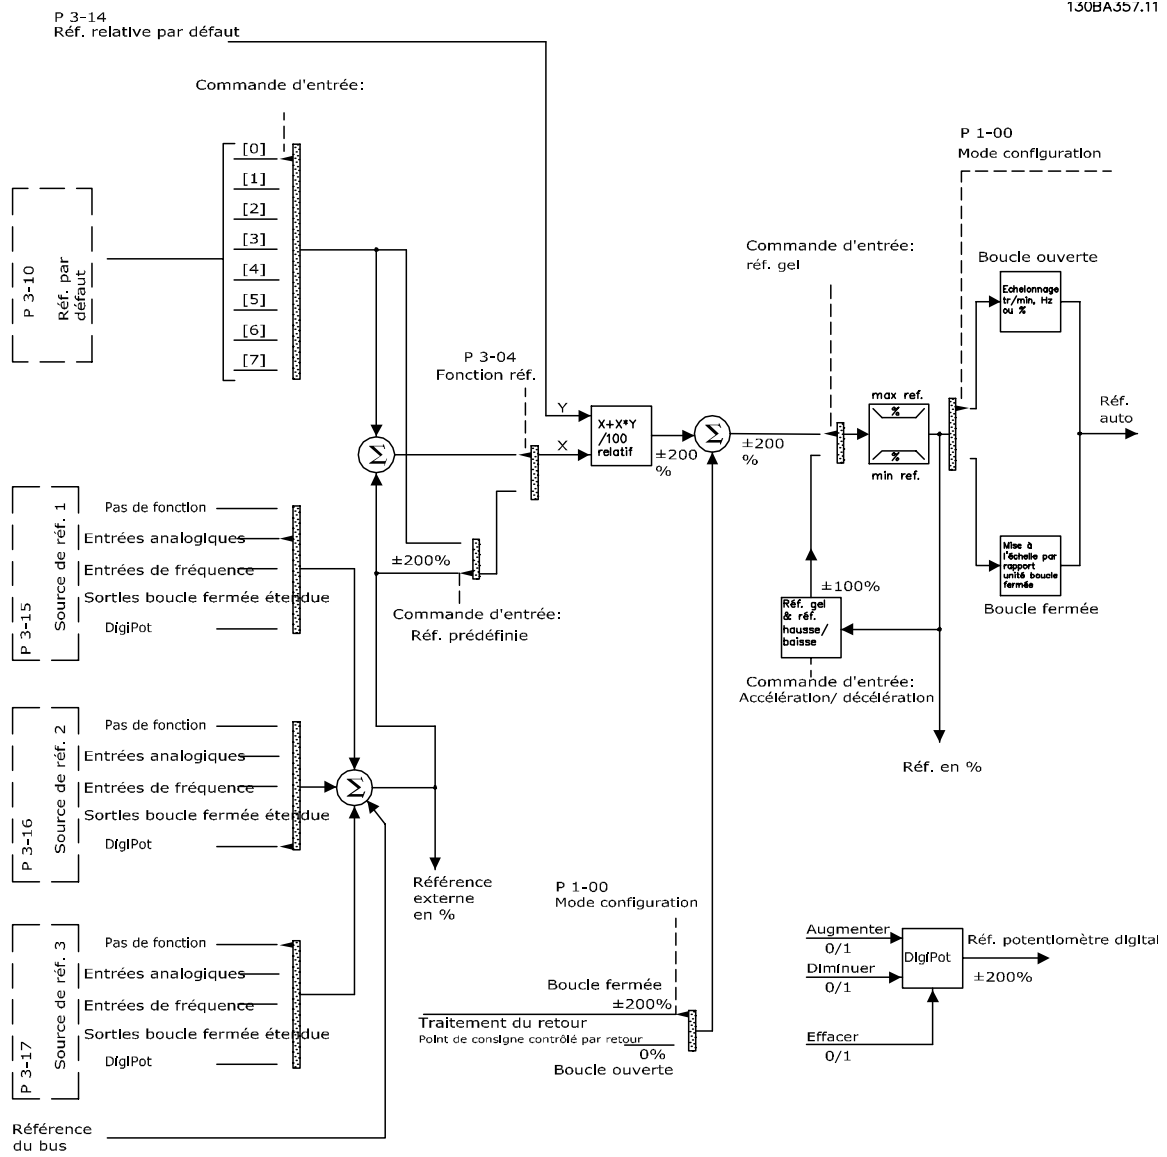 130BA357.11
P 3-14
Réf. relative par défaut
Commande d'entrée:
P 1-00
Mode configuration
[0]
[1]
[2]
[3]
[4]
[5]
[6]
[7]
P 3-10
Réf. par
défaut
Commande d'entrée:
réf. gel
Boucle ouverte
Echelonnage
tr/min, Hz
ou %
P 3-04
Fonction réf.
Y
X
X+X*Y
/100
relatif
Σ
Σ
±200
%
±200
%
max ref.
%
%
min ref.
Réf.
auto
P 3-15
Source de réf. 1
Pas de fonction
Entrées analogiques
Entrées de fréquence
Sorties boucle fermée étendue
DigiPot
±200%
Commande d'entrée:
Réf. prédéfinie
Mise à
l'échelle par
rapport
unité boucle
fermée
Boucle fermée
±100%
Réf. gel
& réf.
hausse/
baisse
Commande d'entrée:
Accélération/ décélération
Réf. en %
P 3-16
Source de réf. 2
Pas de fonction
Entrées analogiques
Entrées de fréquence
Sorties boucle fermée étendue
DigiPot
Σ
Référence
externe
en %
P 1-00
Mode configuration
P 3-17
Source de réf. 3
Pas de fonction
Entrées analogiques
Entrées de fréquence
Sorties boucle fermée étendue
DigiPot
Boucle fermée
±200%
Traitement du retour
Point de consigne contrôlé par retour
0%
Boucle ouverte
Augmenter
0/1
Diminuer
0/1
Effacer
0/1
DigiPot
Réf. potentiomètre digital
±200%
Référence
du bus